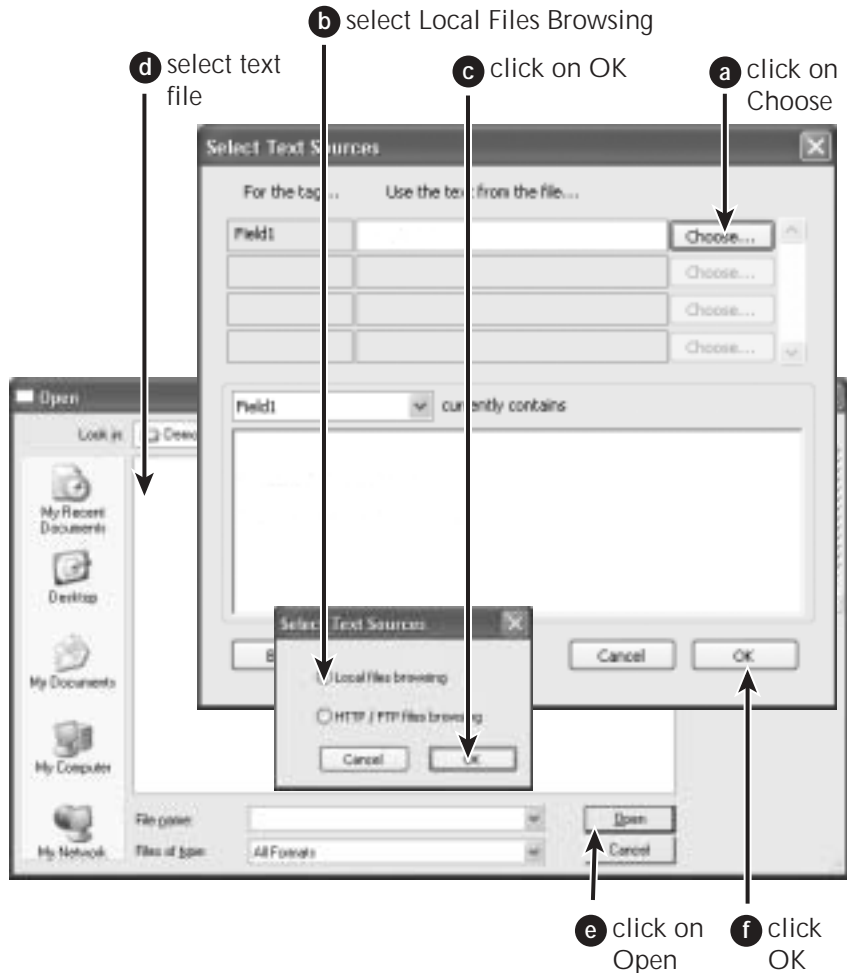 b select Local Files Browsing
d select text
file
c click on OK
a click on
Choose
Select Text Sources
For the tag...
Use the text from the file....
Field1
Choose...
Choose...
Choose...
Choose...
Open
Look in:
Demo
Field1
currently contains
My Recent
Documents
Desktop
My Documents
My Computer
My Network
Select Text Sources
Local files browsing
HTTP / FTP files browsing
Cancel
OK
Cancel
OK
File name:
Open
Files of type:
All Formats
Cancel
e click on
Open
f click
OK